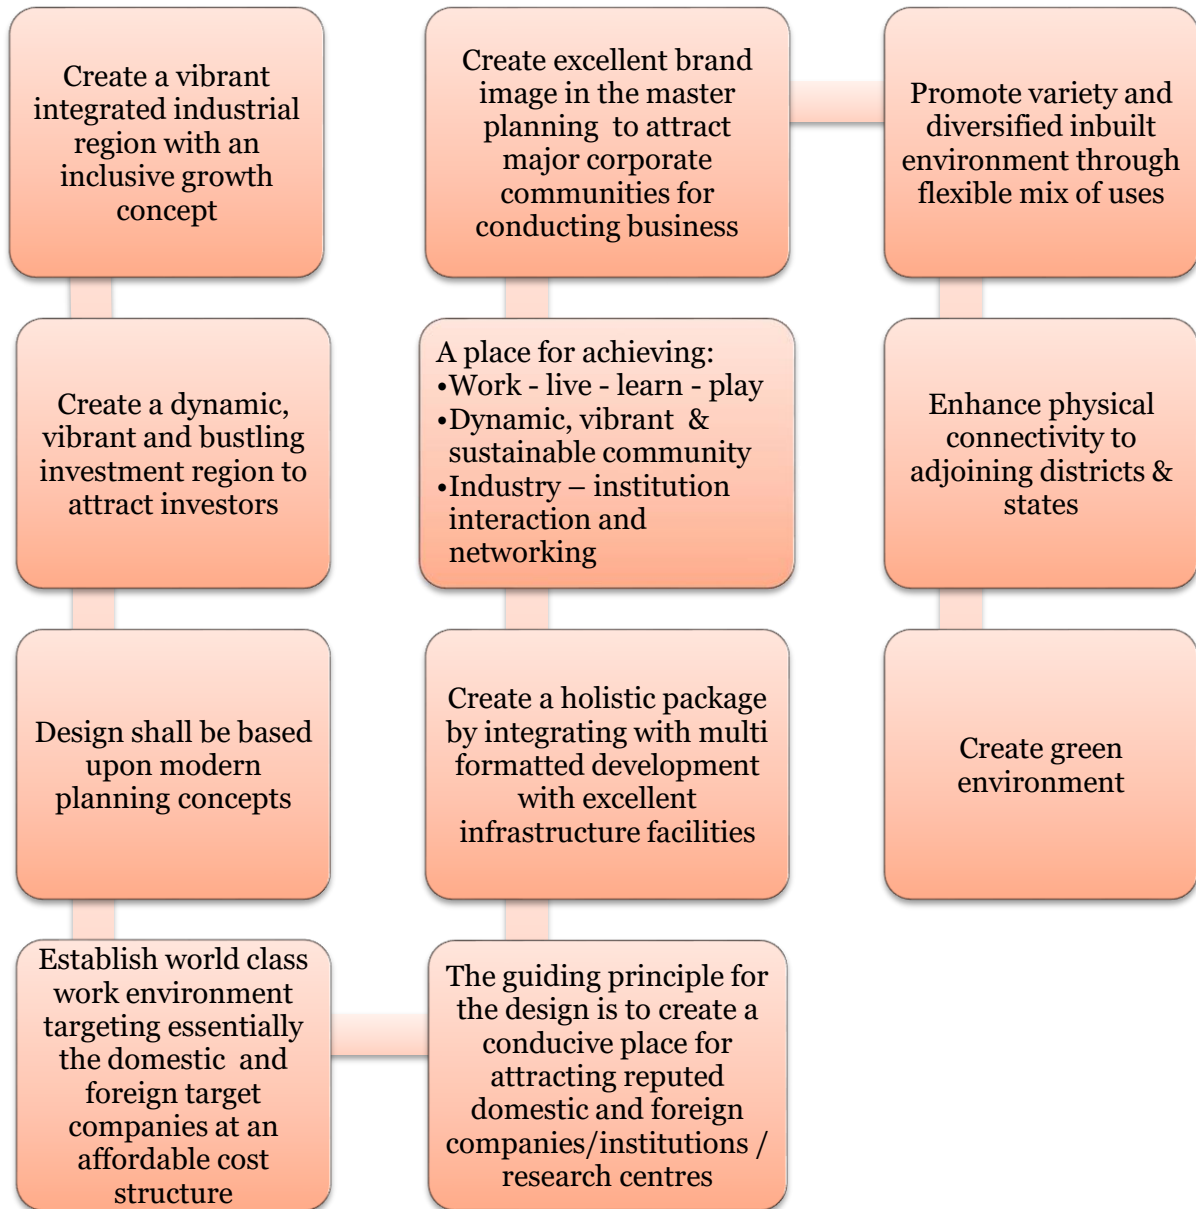 Create a vibrant
integrated industrial
region with an
inclusive growth
concept
Create a dynamic,
vibrant and bustling
investment region to
attract investors
Design shall be based
upon modern
planning concepts
Establish world class
work environment
targeting essentially
the domestic and
foreign target
companies at an
affordable cost
structure
The guiding principle for
the design is to create a
conducive place for
attracting reputed
domestic and foreign
companies/institutions /
research centres
Create a holistic package
by integrating with multi
formatted development
with excellent
infrastructure facilities
A place for achieving:
•Work - live - learn - play
•Dynamic, vibrant &
sustainable community
•Industry – institution
interaction and
networking
Create excellent brand
image in the master
planning to attract
major corporate
communities for
conducting business
Promote variety and
diversified inbuilt
environment through
flexible mix of uses
Enhance physical
connectivity to
adjoining districts &
states
Create green
environment